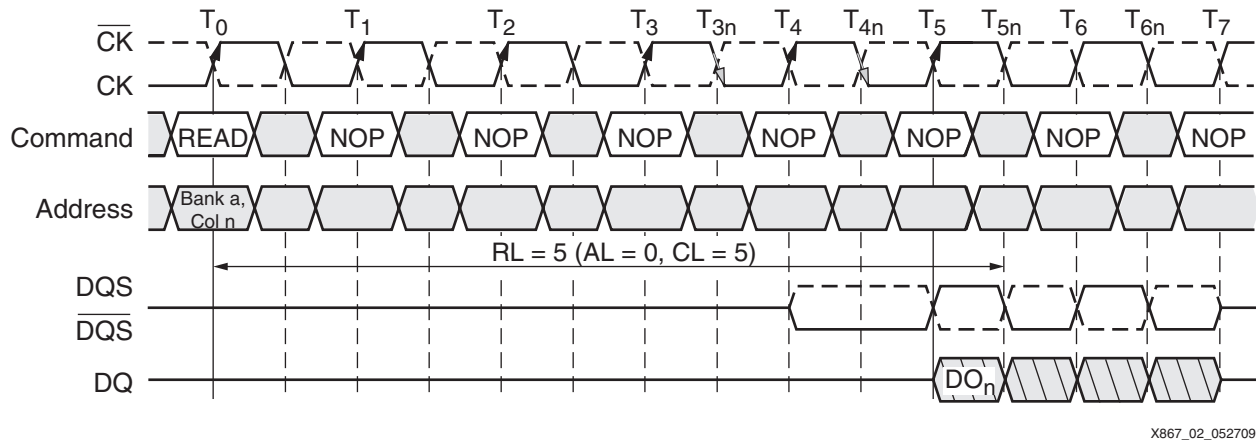 T0 T1 T2 T3 T3n T4 T4n T5 T5n T6 T6n T7
CK
CK
Command READ NOP NOP NOP NOP NOP NOP NOP
Address Bank a,
Col n
RL = 5 (AL = 0, CL = 5)
DQS
DQS
DQ DOn
X867_02_052709